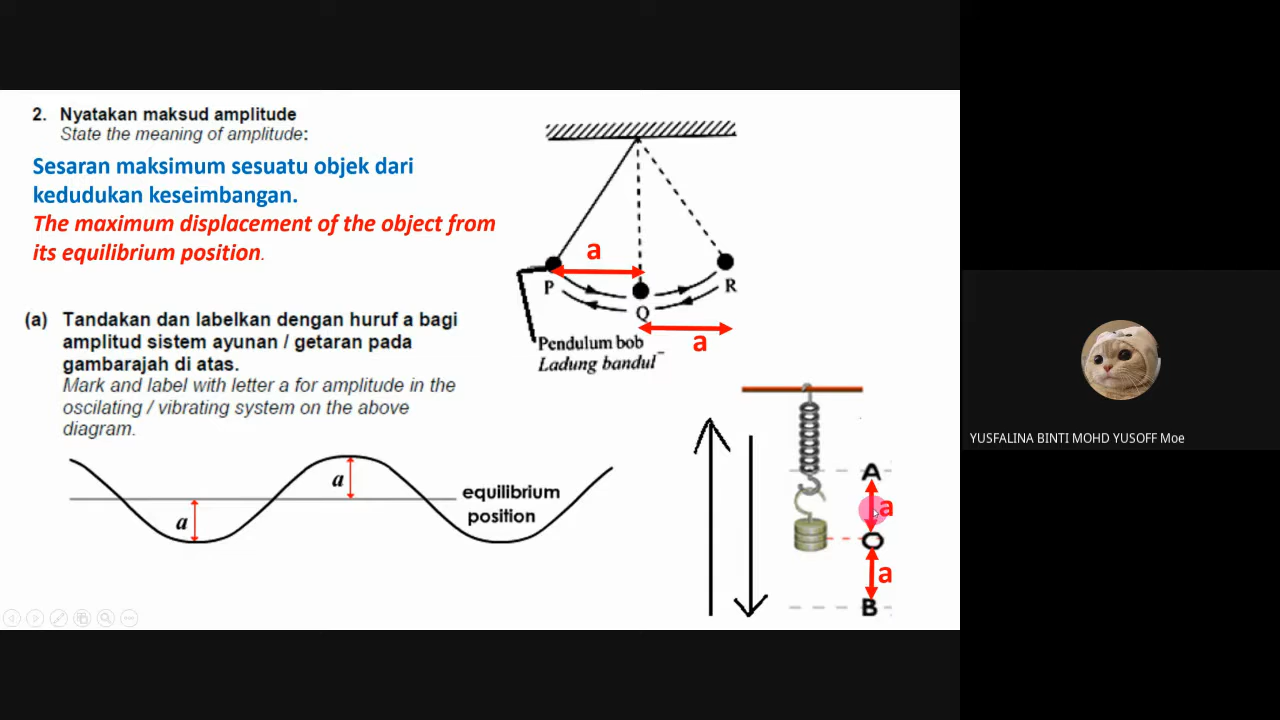 2. Nyatakan maksud amplitude
State the meaning of amplitude:
Sesaran maksimum sesuatu objek dari
kedudukan keseimbangan.
The maximum displacement of the object from
its equilibrium position.
(a) Tandakan dan labelkan dengan huruf a bagi
amplitud sistem ayunan / getaran pada
gambarajah di atas.
Mark and label with letter a for amplitude in the
oscilating / vibrating system on the above
diagram.
a
a
equilibrium
position
a
P
Q
R
a
Pendulum bob
Ladung bandul
A
a
O
a
B
YUSFALINA BINTI MOHD YUSOFF Moe